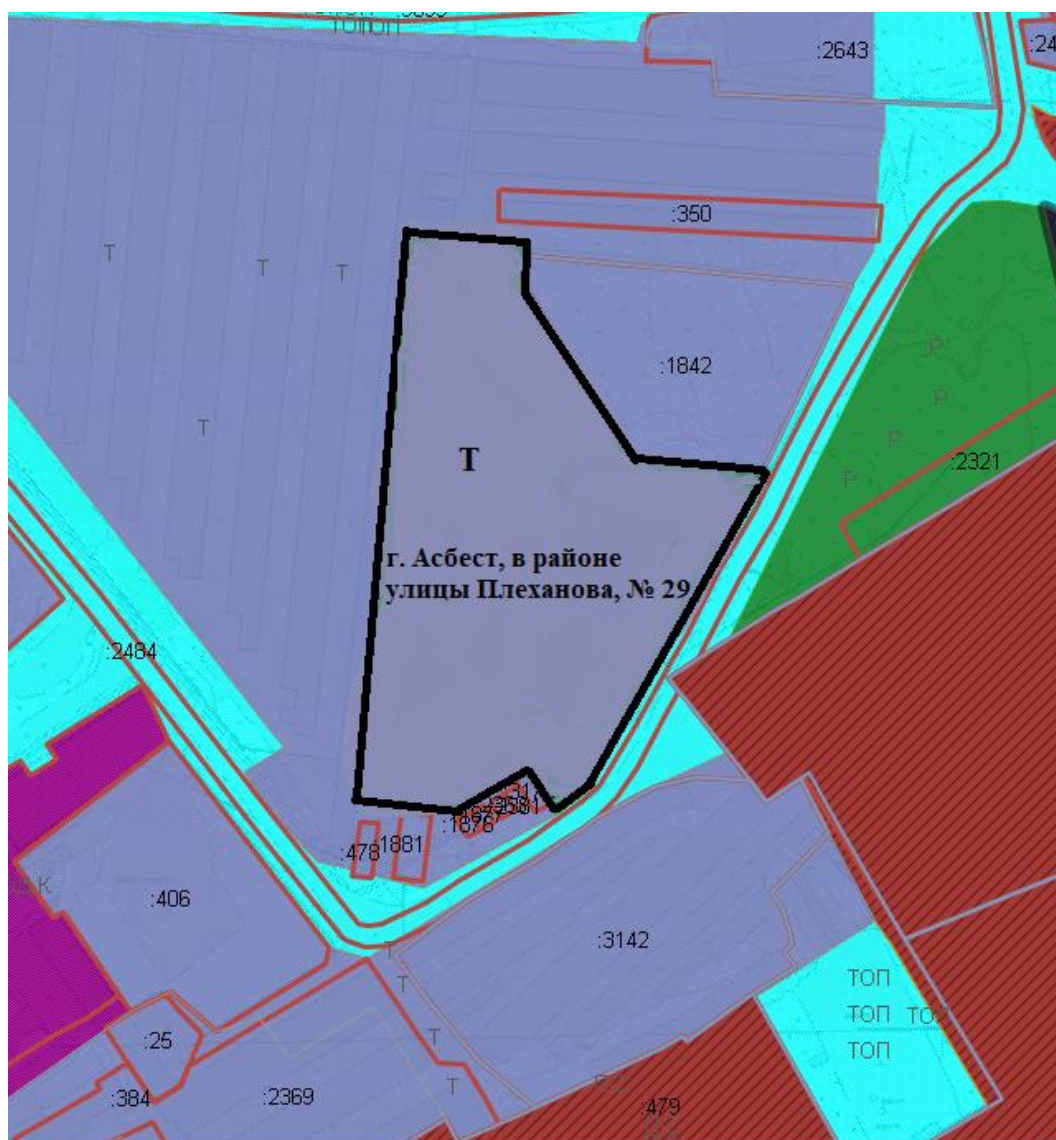 :2643
:350
Т
Т
Т
:1842
Р
Р
Т
Р
:2321
Т
Р
г. Асбест, в районе
улицы Плеханова, № 29
:2484
:1876
:478
1881
:406
:3142
Т
ТОП
Т
ТОП
Т
:25
ТОП
Т
:384
:2369
:479